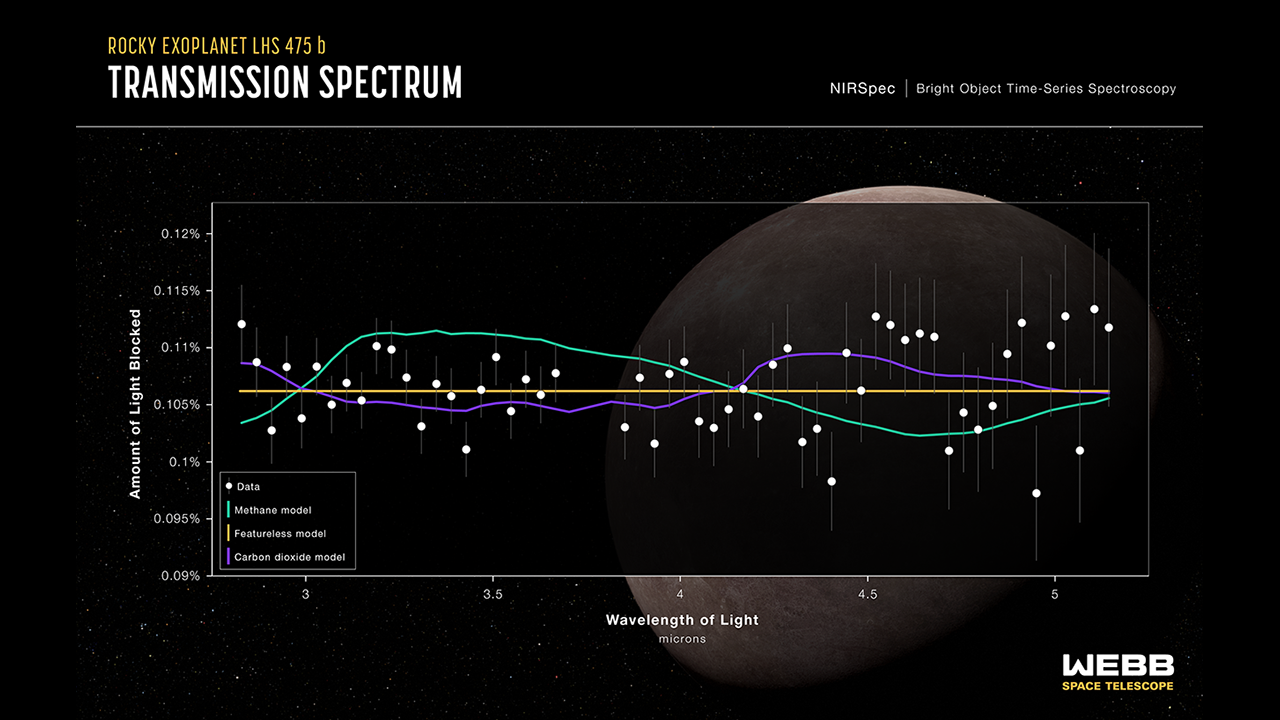 ROCKY EXOPLANET LHS 475 b
TRANSMISSION SPECTRUM
NIRSpec | Bright Object Time-Series Spectroscopy
Amount of Light Blocked
0.12%
0.115%
0.11%
0.105%
0.1%
0.095%
0.09%
Data
Methane model
Featureless model
Carbon dioxide model
3 3.5 4 4.5 5
Wavelength of Light
microns
WEBB
SPACE TELESCOPE